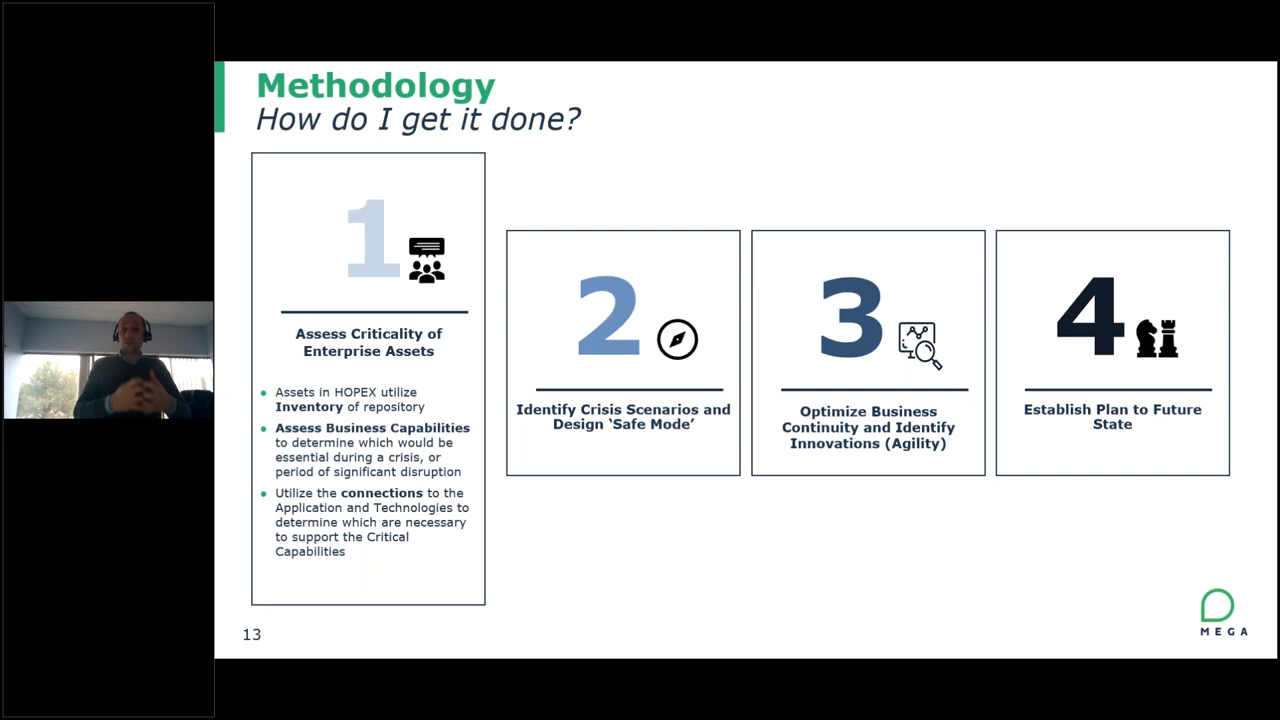 Methodology
How do I get it done?
1
Assess Criticality of
Enterprise Assets
• Assets in HOPEX utilize
Inventory of repository
• Assess Business Capabilities
to determine which would be
essential during a crisis, or
period of significant disruption
• Utilize the connections to the
Application and Technologies to
determine which are necessary
to support the Critical
Capabilities
2
Identify Crisis Scenarios and
Design ‘Safe Mode’
3
Optimize Business
Continuity and Identify
Innovations (Agility)
4
Establish Plan to Future
State
13
MEGA